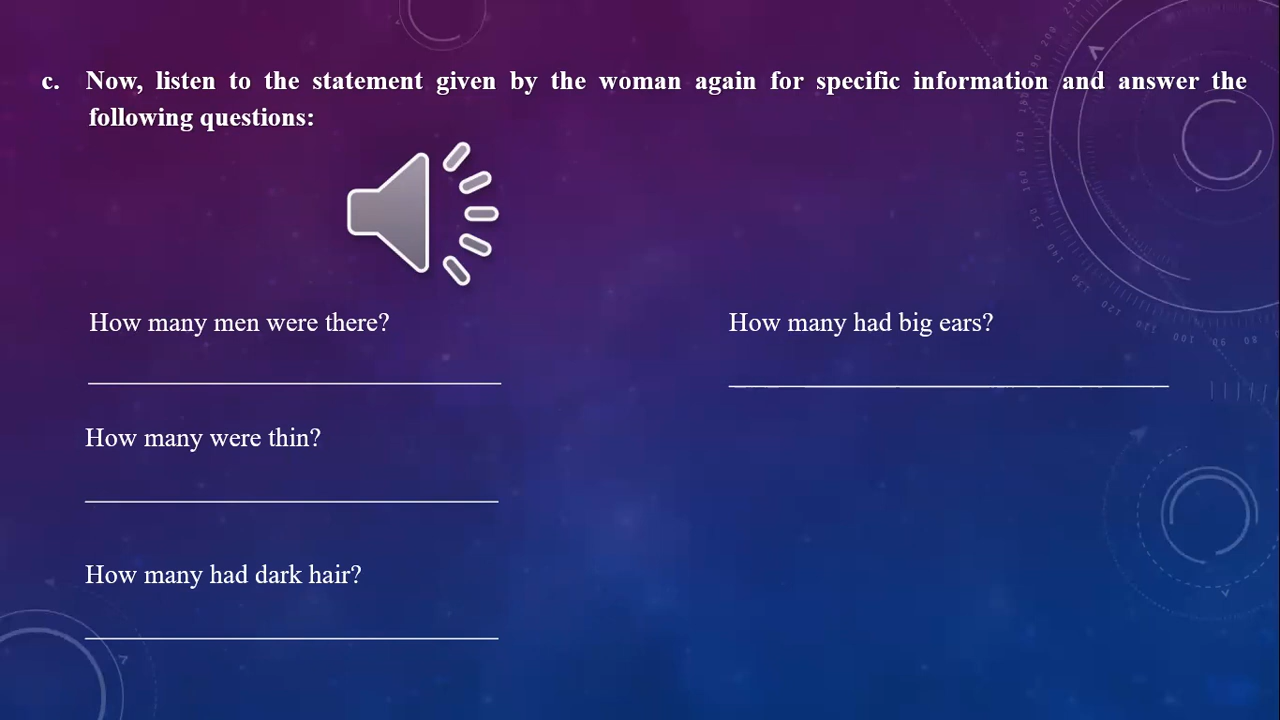 c. Now, listen to the statement given by the woman again for specific information and answer the
following questions:
How many men were there?
How many had big ears?
How many were thin?
How many had dark hair?